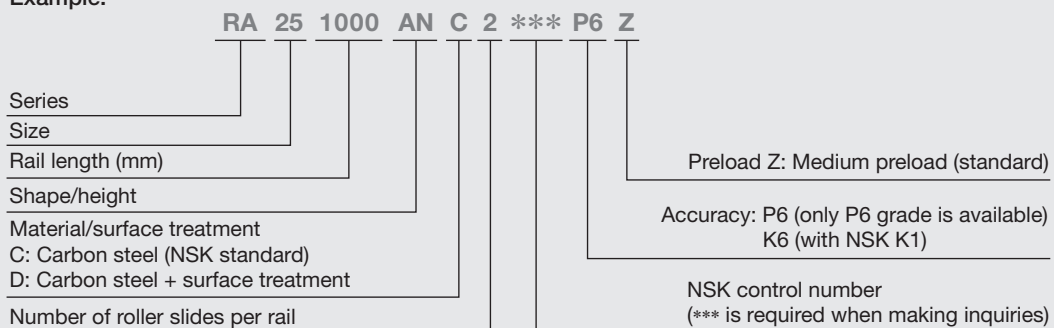 Example:
RA 25 1000 AN C 2 *** P6 Z
Series
Size
Rail length (mm)
Shape/height
Material/surface treatment
C: Carbon steel (NSK standard)
D: Carbon steel + surface treatment
Number of roller slides per rail
Preload Z: Medium preload (standard)
Accuracy: P6 (only P6 grade is available)
K6 (with NSK K1)
NSK control number
(*** is required when making inquiries)